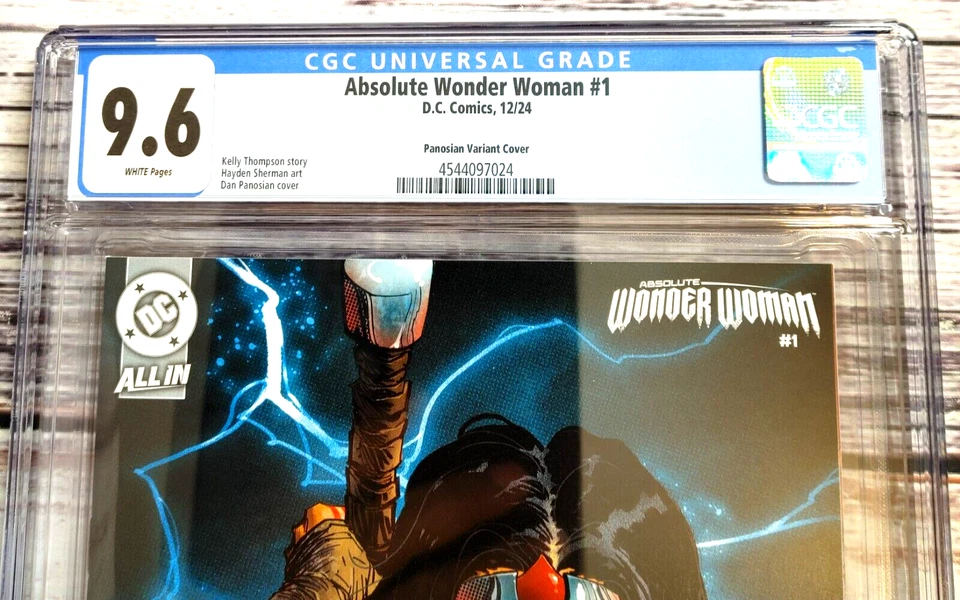 CGC UNIVERSAL GRADE
9.6
WHITE Pages
Absolute Wonder Woman #1
D.C. Comics, 12/24
Panosian Variant Cover
4544097024
Kelly Thompson story
Hayden Sherman art
Dan Panosian cover
CGC
DC
ALL IN
ABSOLUTE
WONDER WOMAN
#1